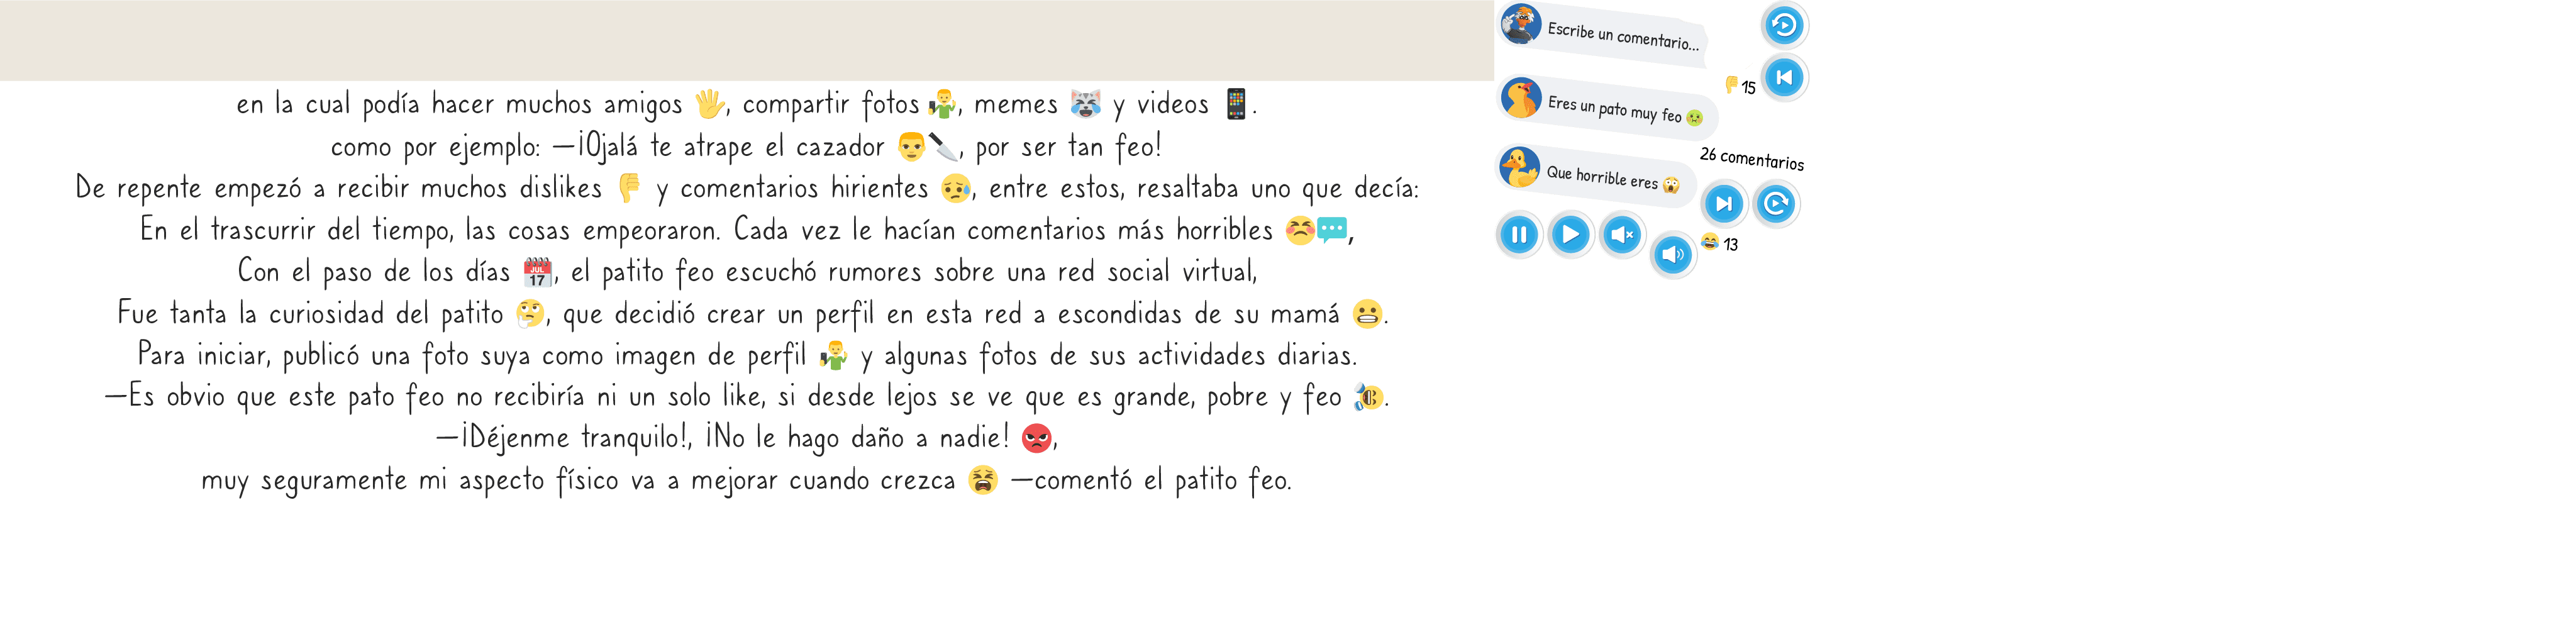 en la cual podía hacer muchos amigos 🖐, compartir fotos 🤳, memes 😹 y videos 📱.
como por ejemplo: —¡Ojalá te atrape el cazador 👨🔪, por ser tan feo!
De repente empezó a recibir muchos dislikes 👎 y comentarios hirientes 😥, entre estos, resaltaba uno que decía:
En el trascurrir del tiempo, las cosas empeoraron. Cada vez le hacían comentarios más horribles 😣💬,
Con el paso de los días 📅, el patito feo escuchó rumores sobre una red social virtual,
Fue tanta la curiosidad del patito 🤔, que decidió crear un perfil en esta red a escondidas de su mamá 😬.
Para iniciar, publicó una foto suya como imagen de perfil 🤳 y algunas fotos de sus actividades diarias.
—Es obvio que este pato feo no recibiría ni un solo like, si desde lejos se ve que es grande, pobre y feo 🤣.
—¡Déjenme tranquilo!, ¡No le hago daño a nadie! 😡,
muy seguramente mi aspecto físico va a mejorar cuando crezca 😫 —comentó el patito feo.
Escribe un comentario...
👎 15
Eres un pato muy feo 🤢
26 comentarios
Que horrible eres 😱
😂 13